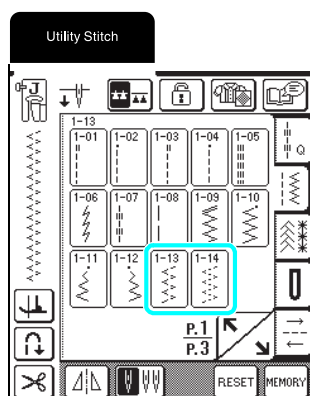 Utility Stitch
J
1-13
1-01 1-02 1-03 1-04 1-05
Q
1-06 1-07 1-08 1-09 1-10
1-11 1-12 1-13 1-14
P.1
P.3
RESET MEMORY